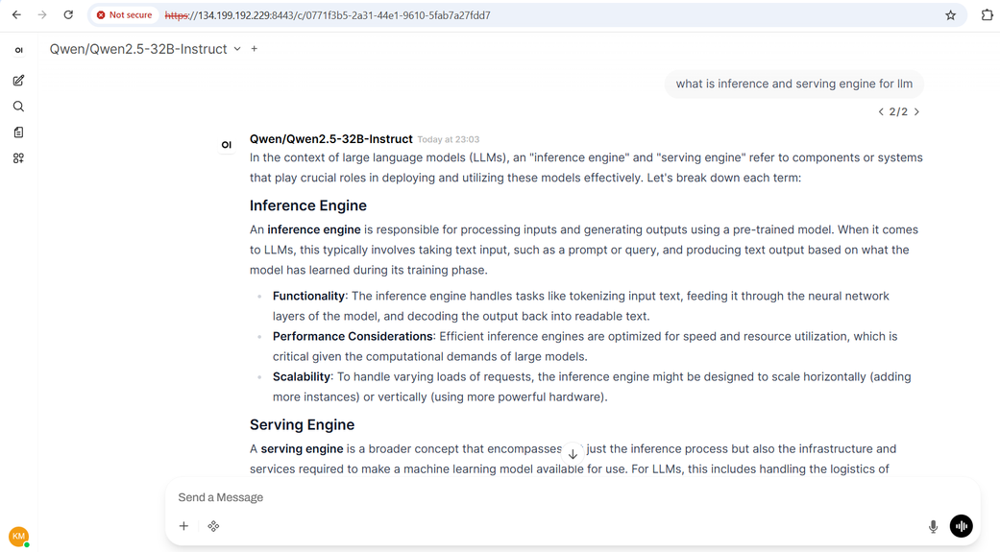 Not secure https://134.199.192.229:8443/c/0771f3b5-2a31-44e1-9610-5fab7a27fdd7
OI
Qwen/Qwen2.5-32B-Instruct
what is inference and serving engine for llm
2/2
OI
Qwen/Qwen2.5-32B-Instruct Today at 23:03
In the context of large language models (LLMs), an "inference engine" and "serving engine" refer to components or systems
that play crucial roles in deploying and utilizing these models effectively. Let's break down each term:
Inference Engine
An inference engine is responsible for processing inputs and generating outputs using a pre-trained model. When it comes
to LLMs, this typically involves taking text input, such as a prompt or query, and producing text output based on what the
model has learned during its training phase.
Functionality: The inference engine handles tasks like tokenizing input text, feeding it through the neural network
layers of the model, and decoding the output back into readable text.
Performance Considerations: Efficient inference engines are optimized for speed and resource utilization, which is
critical given the computational demands of large models.
Scalability: To handle varying loads of requests, the inference engine might be designed to scale horizontally (adding
more instances) or vertically (using more powerful hardware).
Serving Engine
A serving engine is a broader concept that encompasses just the inference process but also the infrastructure and
services required to make a machine learning model available for use. For LLMs, this includes handling the logistics of
Send a Message
KM